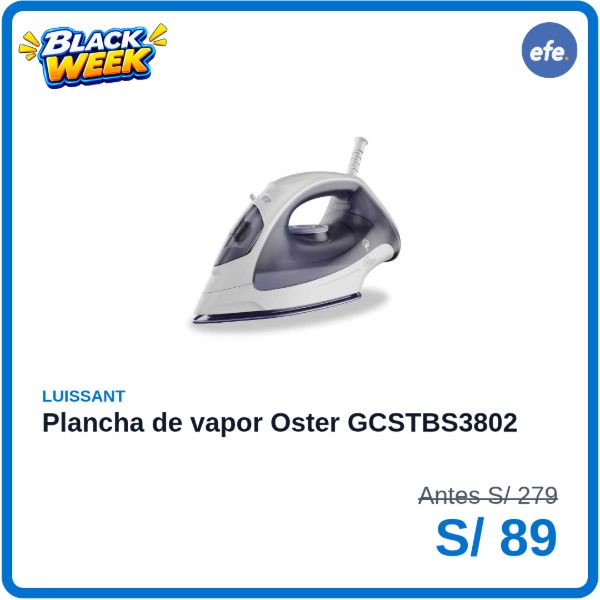 BLACK
WEEK
efe.
LUISSANT
Plancha de vapor Oster GCSTBS3802
Antes S/ 279
S/ 89